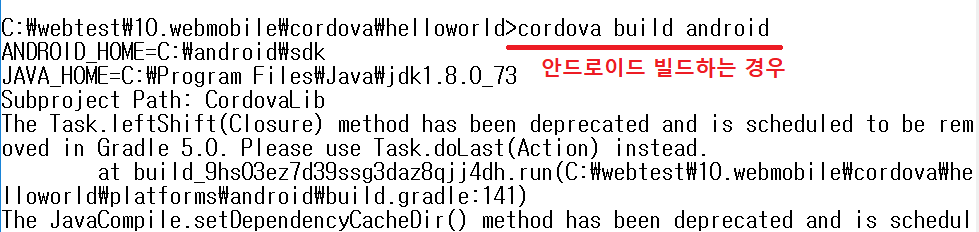 C:₩webtest₩10.webmobile₩cordova₩helloworld>cordova build android
ANDROID_HOME=C:₩android₩sdk
JAVA_HOME=C:₩Program Files₩Java₩jdk1.8.0_73
안드로이드 빌드하는 경우
Subproject Path: CordovaLib
The Task.leftShift(Closure) method has been deprecated and is scheduled to be rem
oved in Gradle 5.0. Please use Task.doLast(Action) instead.
at build_9hs03ez7d39ssg3daz8qjj4dh.run(C:₩webtest₩10.webmobile₩cordova₩he
lloworld₩platforms₩android₩build.gradle:141)
The JavaCompile.setDependencyCacheDir() method has been deprecated and is schedul